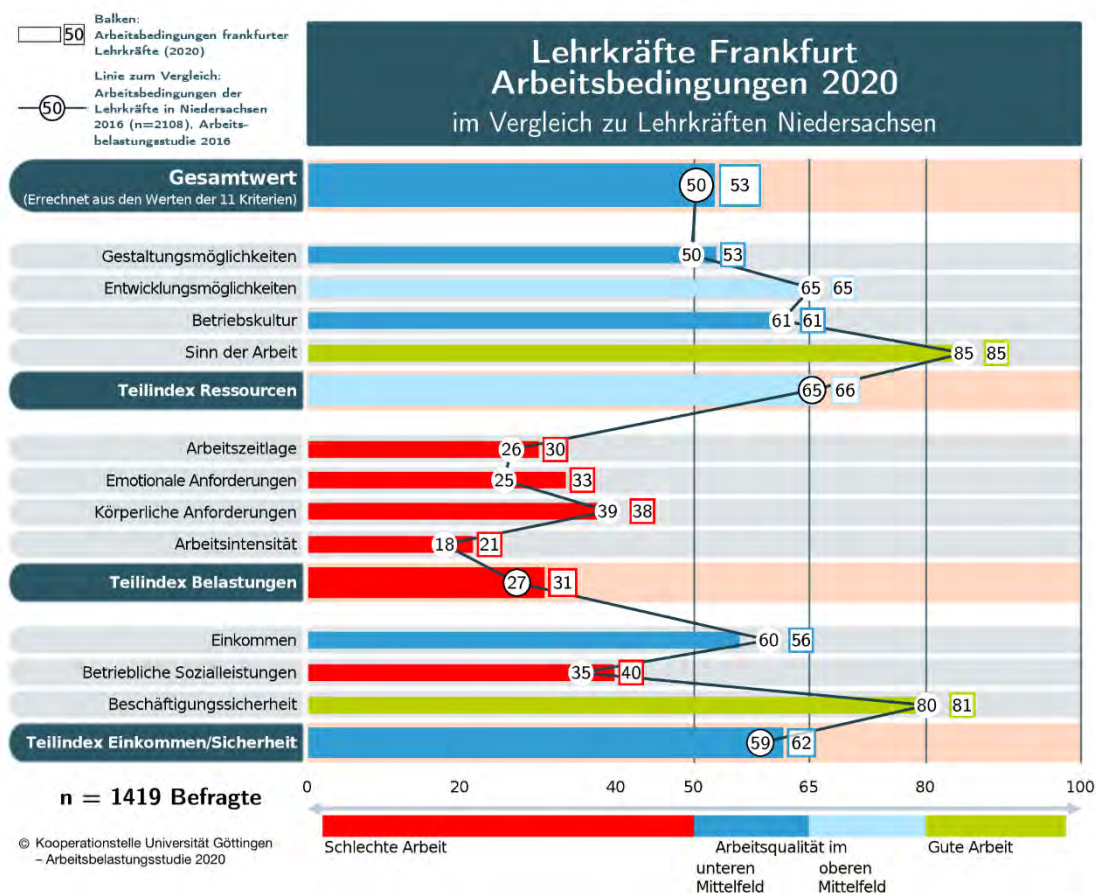 50
Balken:
Arbeitsbedingungen frankfurter
Lehrkräfte (2020)
50
Linie zum Vergleich:
Arbeitsbedingungen der
Lehrkräfte in Niedersachsen
2016 (n=2108), Arbeits-
belastungsstudie 2016
Lehrkräfte Frankfurt
Arbeitsbedingungen 2020
im Vergleich zu Lehrkräften Niedersachsen
Gesamtwert
(Errechnet aus den Werten der 11 Kriterien)
50 53
Gestaltungsmöglichkeiten 50 53
Entwicklungsmöglichkeiten 65 65
Betriebskultur 61 61
Sinn der Arbeit 85 85
Teilindex Ressourcen 65 66
Arbeitszeitlage 26 30
Emotionale Anforderungen 25 33
Körperliche Anforderungen 39 38
Arbeitsintensität 18 21
Teilindex Belastungen 27 31
Einkommen 60 56
Betriebliche Sozialleistungen 35 40
Beschäftigungssicherheit 80 81
Teilindex Einkommen/Sicherheit 59 62
0 20 40 50 65 80 100
n = 1419 Befragte
Schlechte Arbeit
Arbeitsqualität im
unteren
Mittelfeld
oberen
Mittelfeld
Gute Arbeit
© Kooperationstelle Universität Göttingen
– Arbeitsbelastungsstudie 2020